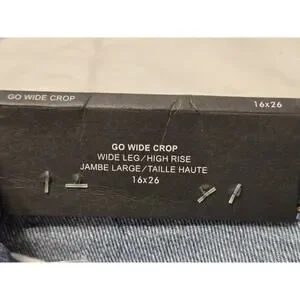 GO WIDE CROP 16x26
GO WIDE CROP
WIDE LEG/HIGH RISE
JAMBE LARGE/TAILLE HAUTE
16x26